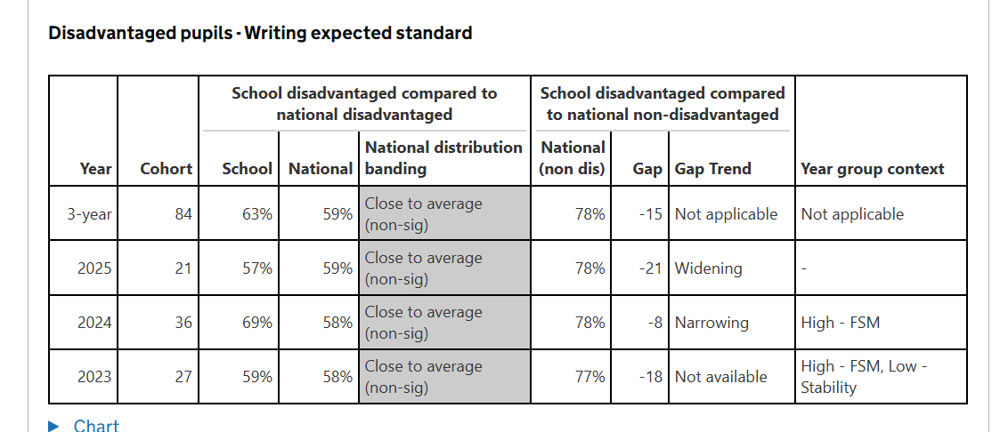 Disadvantaged pupils - Writing expected standard
School disadvantaged compared to national disadvantaged
School disadvantaged compared to national non-disadvantaged
Year Cohort School National National distribution banding National (non dis) Gap Gap Trend Year group context
3-year 84 63% 59% Close to average (non-sig) 78% -15 Not applicable Not applicable
2025 21 57% 59% Close to average (non-sig) 78% -21 Widening -
2024 36 69% 58% Close to average (non-sig) 78% -8 Narrowing High - FSM
2023 27 59% 58% Close to average (non-sig) 77% -18 Not available High - FSM, Low - Stability
Chart